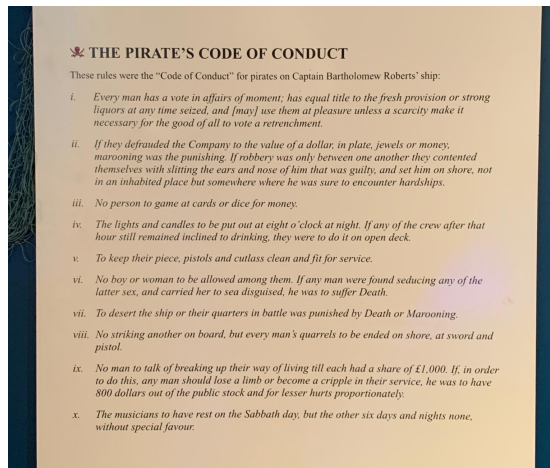 THE PIRATE'S CODE OF CONDUCT
These rules were the “Code of Conduct” for pirates on Captain Bartholomew Roberts' ship:
i. Every man has a vote in affairs of moment; has equal title to the fresh provision or strong
liquors at any time seized, and [may] use them at pleasure unless a scarcity make it
necessary for the good of all to vote a retrenchment.
ii. If they defrauded the Company to the value of a dollar, in plate, jewels or money,
marooning was the punishing. If robbery was only between one another they contented
themselves with slitting the ears and nose of him that was guilty, and set him on shore, not
in an inhabited place but somewhere where he was sure to encounter hardships.
iii. No person to game at cards or dice for money.
iv. The lights and candles to be put out at eight o'clock at night. If any of the crew after that
hour still remained inclined to drinking, they were to do it on open deck.
v. To keep their piece, pistols and cutlass clean and fit for service.
vi. No boy or woman to be allowed among them. If any man were found seducing any of the
latter sex, and carried her to sea disguised, he was to suffer Death.
vii. To desert the ship or their quarters in battle was punished by Death or Marooning.
viii. No striking another on board, but every man's quarrels to be ended on shore, at sword and
pistol.
ix. No man to talk of breaking up their way of living till each had a share of £1,000. If, in order
to do this, any man should lose a limb or become a cripple in their service, he was to have
800 dollars out of the public stock and for lesser hurts proportionately.
x. The musicians to have rest on the Sabbath day, but the other six days and nights none,
without special favour.